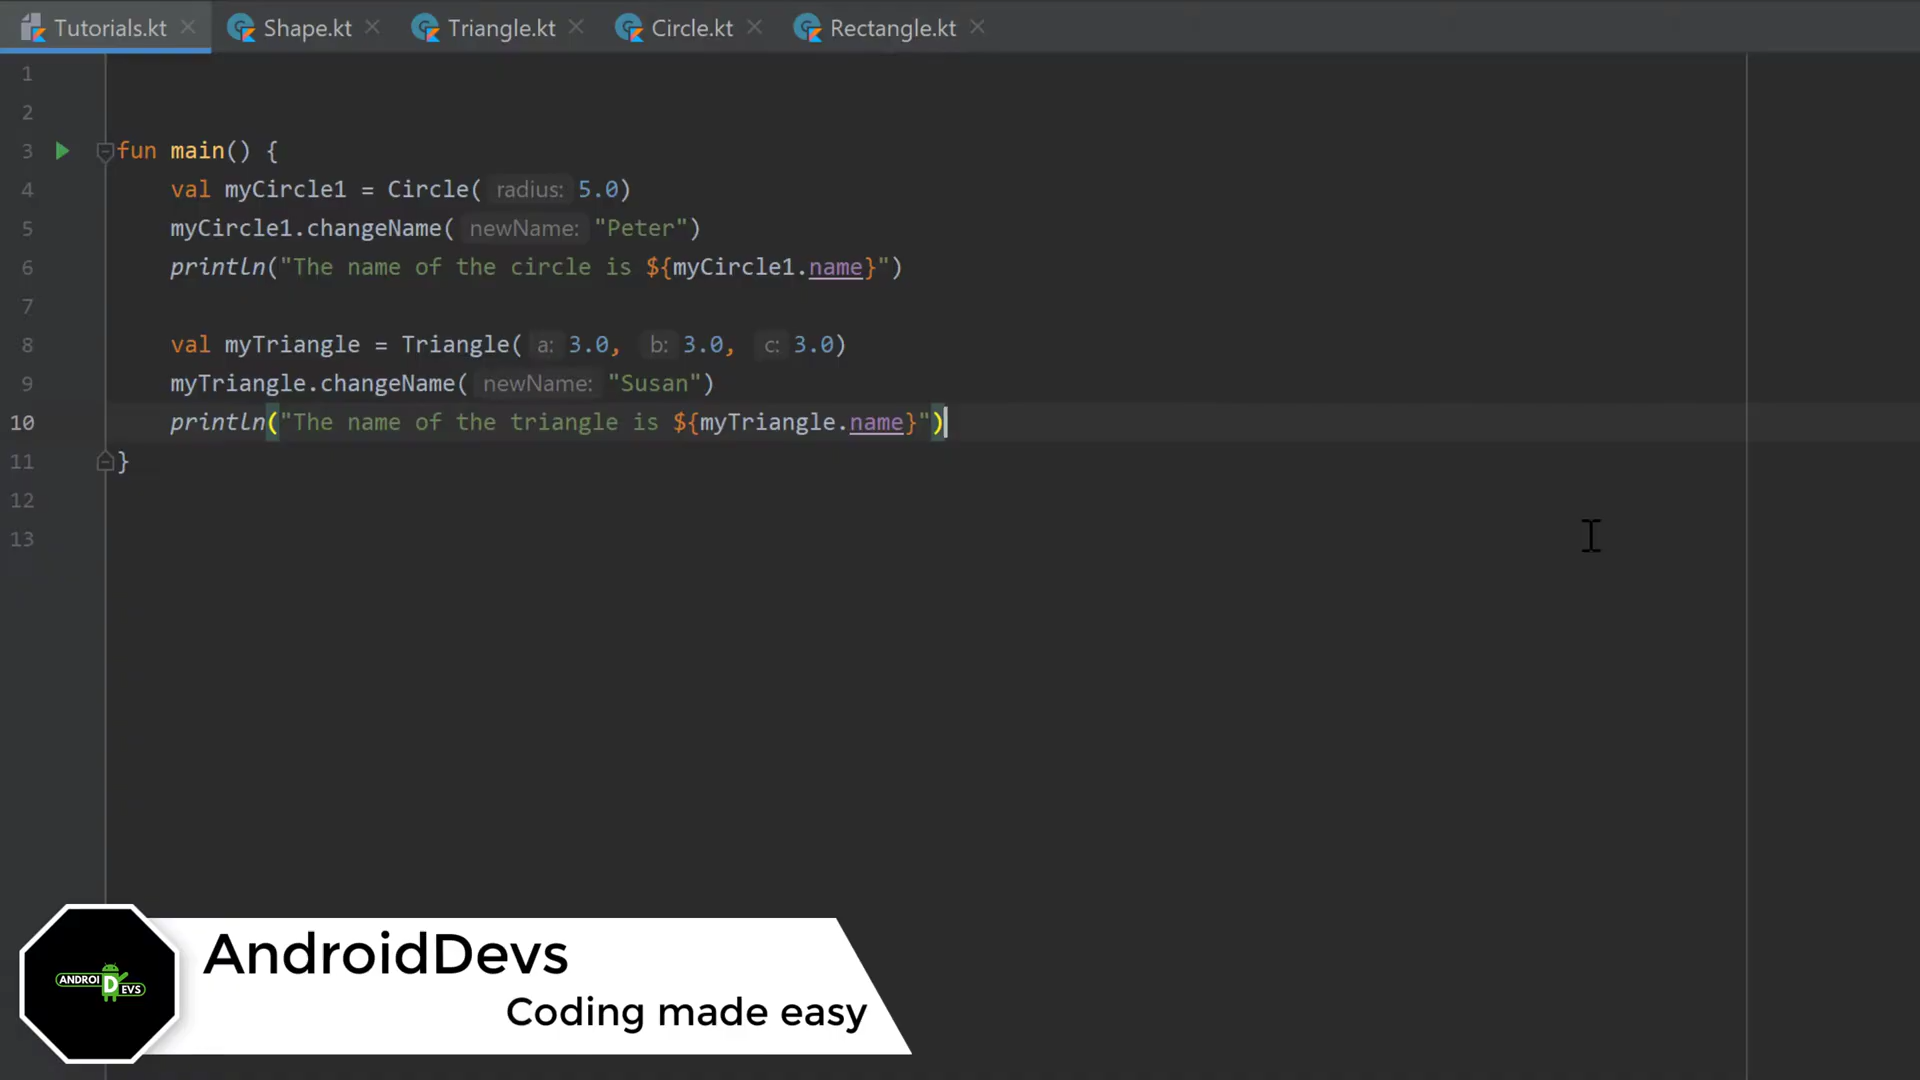 Tutorials.kt Shape.kt Triangle.kt Circle.kt Rectangle.kt
1
2
3 fun main() {
4 val myCircle1 = Circle( radius: 5.0)
5 myCircle1.changeName( newName: "Peter")
6 println("The name of the circle is ${myCircle1.name}")
7
8 val myTriangle = Triangle( a: 3.0, b: 3.0, c: 3.0)
9 myTriangle.changeName( newName: "Susan")
10 println("The name of the triangle is ${myTriangle.name}")
11 }
12
13
AndroidDevs
ANDROIDEVS
Coding made easy